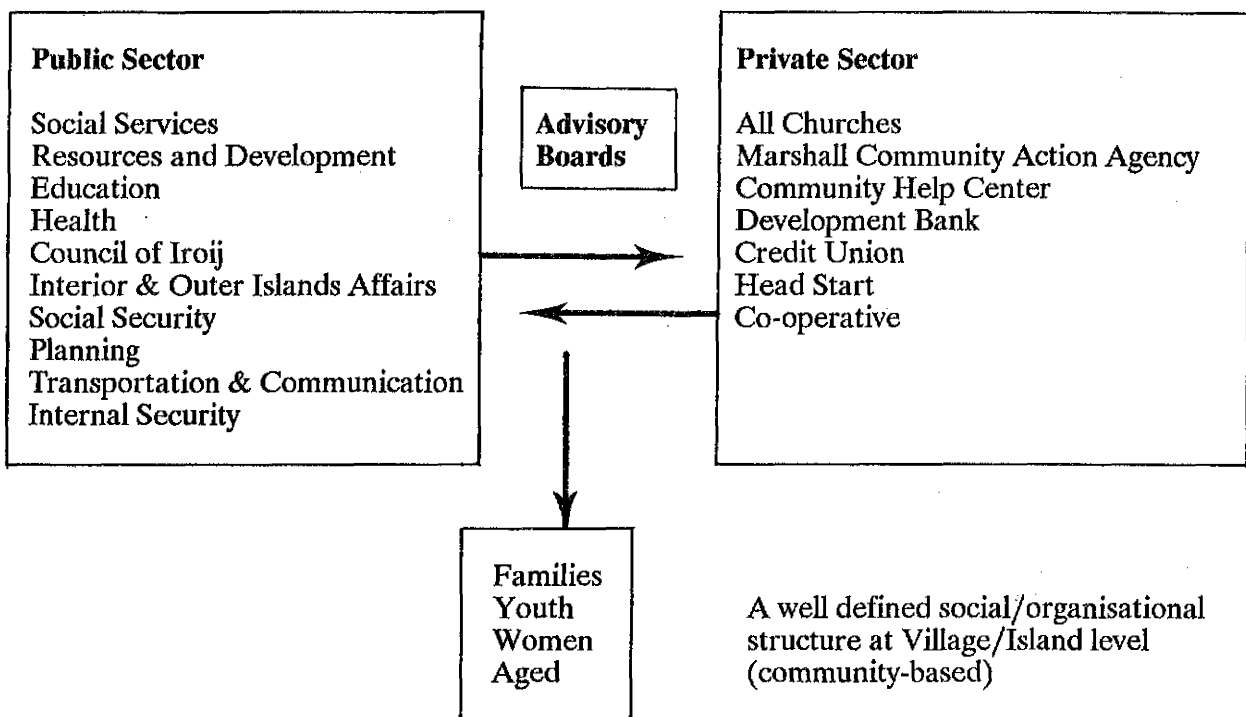 Public Sector
Social Services
Resources and Development
Education
Health
Council of Iroij
Interior & Outer Islands Affairs
Social Security
Planning
Transportation & Communication
Internal Security
Advisory
Boards
Private Sector
All Churches
Marshall Community Action Agency
Community Help Center
Development Bank
Credit Union
Head Start
Co-operative
Families
Youth
Women
Aged
A well defined social/organisational
structure at Village/Island level
(community-based)